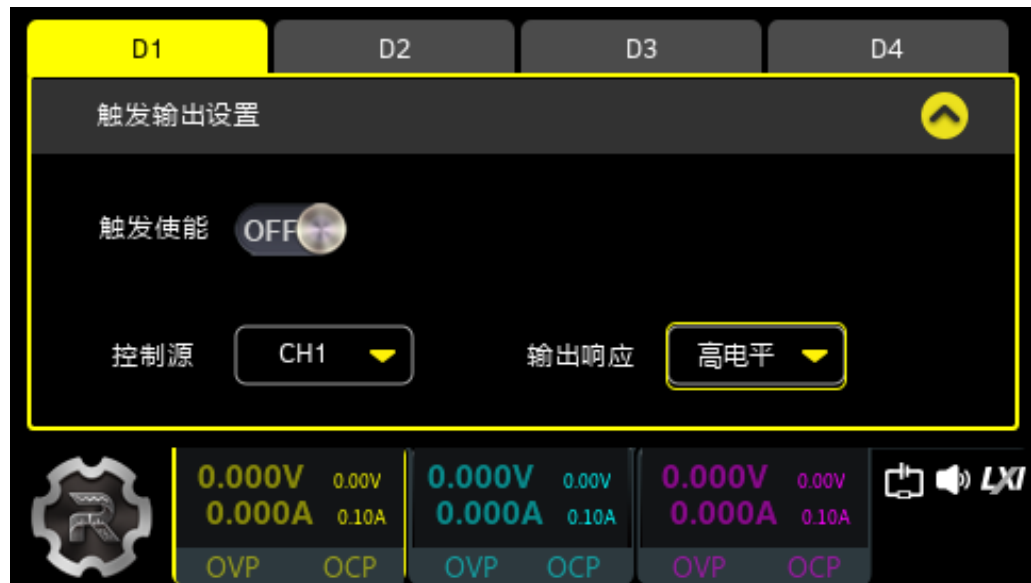 D1 D2 D3 D4
触发输出设置
触发使能 OFF
控制源 CH1 输出响应 高电平
0.000V 0.00V 0.000V 0.00V 0.000V 0.00V LXI
0.000A 0.10A 0.000A 0.10A 0.000A 0.10A
OVP OCP OVP OCP OVP OCP